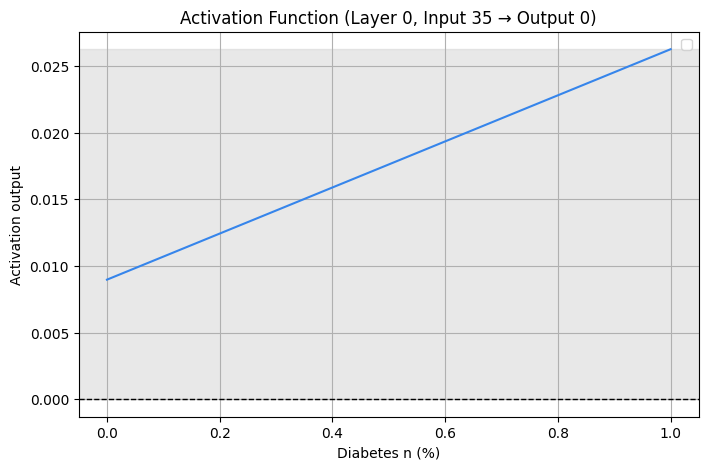 Activation Function (Layer 0, Input 35 → Output 0)
Activation output
0.025
0.020
0.015
0.010
0.005
0.000
0.0 0.2 0.4 0.6 0.8 1.0
Diabetes n (%)